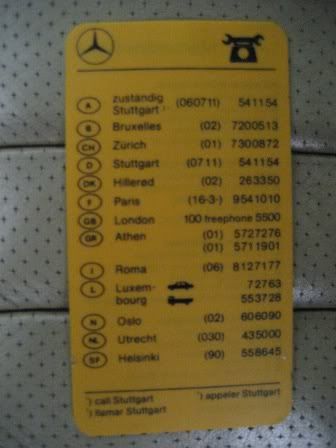 A zuständig Stuttgart ¹) (060711) 541154
B Bruxelles (02) 7200513
CH Zürich (01) 7300872
D Stuttgart (0711) 541154
DK Hillerød (02) 263350
F Paris (16-3-) 9541010
GB London 100 freephone 5500
GR Athen (01) 5727276
(01) 5711901
I Roma (06) 8127177
L Luxem- 72763
bourg 553728
N Oslo (02) 606090
NL Utrecht (030) 435000
SF Helsinki (90) 558645
¹) call Stuttgart ¹) appeler Stuttgart
¹) llamar Stuttgart